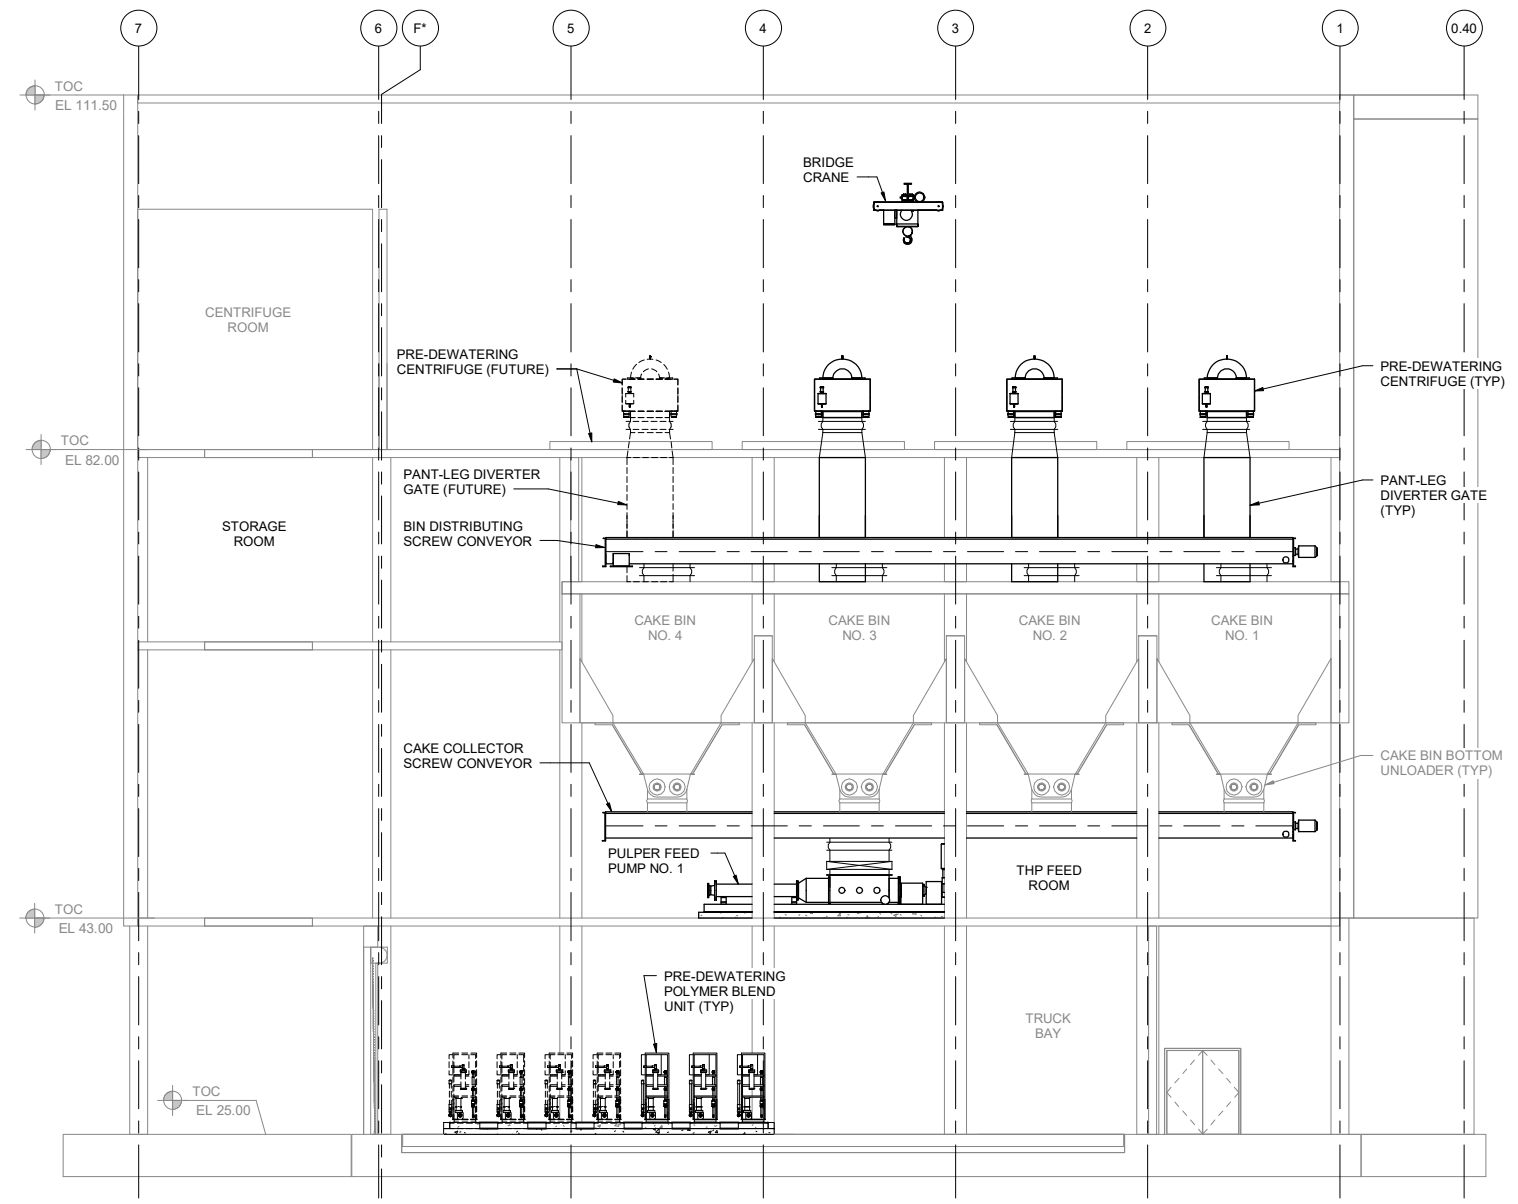 7
6
F*
5
4
3
2
1
0.40
TOC
EL 111.50
BRIDGE
CRANE
CENTRIFUGE
ROOM
PRE-DEWATERING
CENTRIFUGE (FUTURE)
PRE-DEWATERING
CENTRIFUGE (TYP)
TOC
EL 82.00
PANT-LEG DIVERTER
GATE (FUTURE)
PANT-LEG
DIVERTER GATE
(TYP)
STORAGE
ROOM
BIN DISTRIBUTING
SCREW CONVEYOR
CAKE BIN
NO. 4
CAKE BIN
NO. 3
CAKE BIN
NO. 2
CAKE BIN
NO. 1
CAKE COLLECTOR
SCREW CONVEYOR
CAKE BIN BOTTOM
UNLOADER (TYP)
PULPER FEED
PUMP NO. 1
THP FEED
ROOM
TOC
EL 43.00
PRE-DEWATERING
POLYMER BLEND
UNIT (TYP)
TRUCK
BAY
TOC
EL 25.00